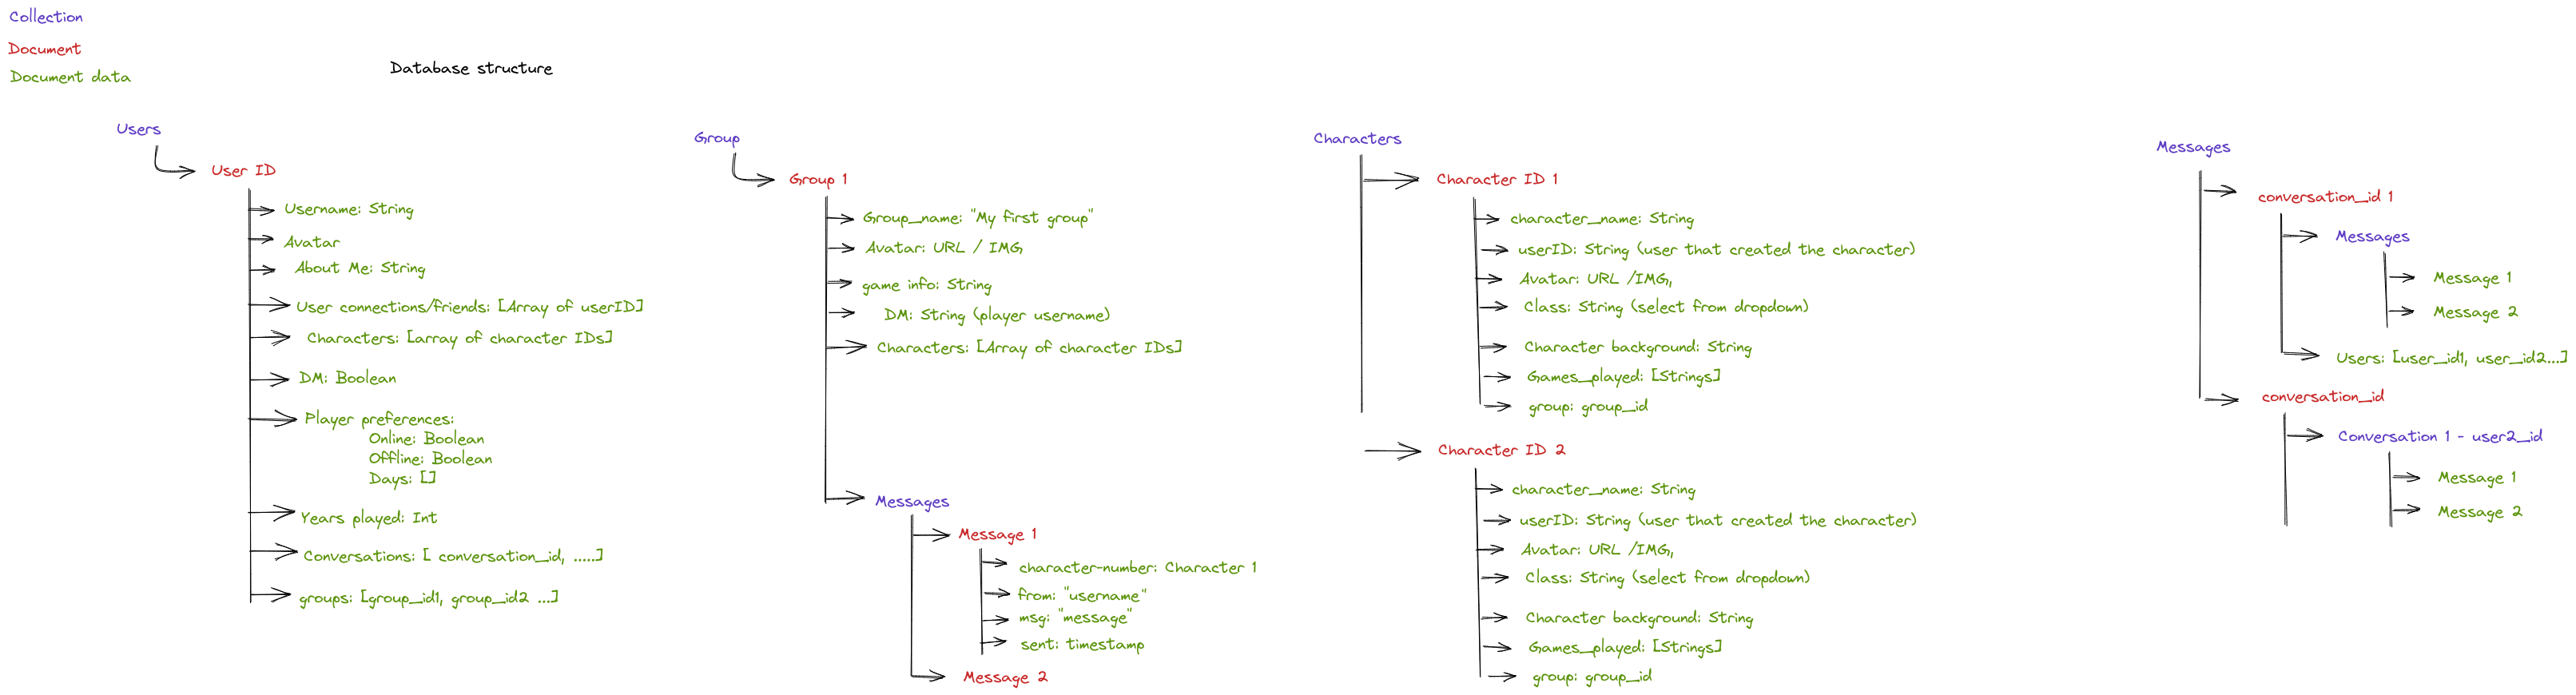 Collection
Document
Document data
Database structure
Users
User ID
Username: String
Avatar
About Me: String
User connections/friends: [Array of userID]
Characters: [array of character IDs]
DM: Boolean
Player preferences:
Online: Boolean
Offline: Boolean
Days: []
Years played: Int
Conversations: [ conversation_id, .....]
groups: [group_id1, group_id2 ...]
Group
Group 1
Group_name: "My first group"
Avatar: URL / IMG,
game info: String
DM: String (player username)
Characters: [Array of character IDs]
Messages
Message 1
character-number: Character 1
from: "username"
msg: "message"
sent: timestamp
Message 2
Characters
Character ID 1
character_name: String
userID: String (user that created the character)
Avatar: URL /IMG,
Class: String (select from dropdown)
Character background: String
Games_played: [Strings]
group: group_id
Character ID 2
character_name: String
userID: String (user that created the character)
Avatar: URL /IMG,
Class: String (select from dropdown)
Character background: String
Games_played: [Strings]
group: group_id
Messages
conversation_id 1
Messages
Message 1
Message 2
Users: [user_id1, user_id2...]
conversation_id
Conversation 1 - user2_id
Message 1
Message 2